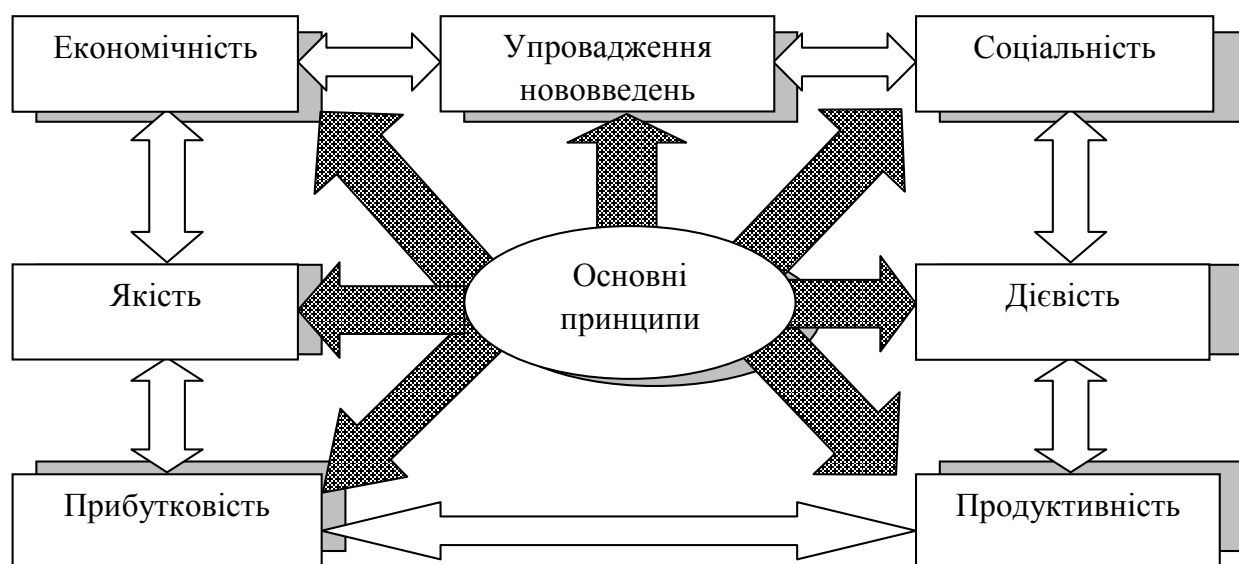 Економічність
Упровадження
нововведень
Соціальність
Якість
Основні
принципи
Дієвість
Прибутковість
Продуктивність